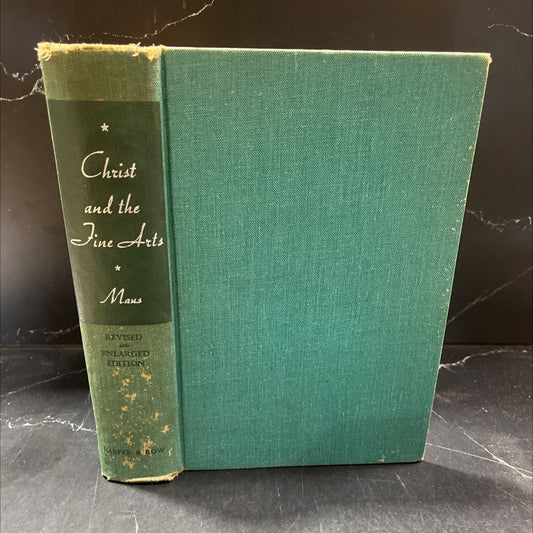 Christ
and the
Fine Arts
Maus
REVISED
AND
ENLARGED
EDITION
HARPER & ROW